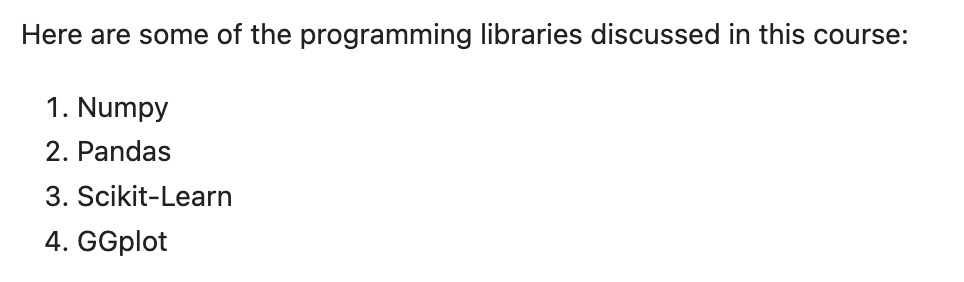 Here are some of the programming libraries discussed in this course:
1. Numpy
2. Pandas
3. Scikit-Learn
4. GGplot